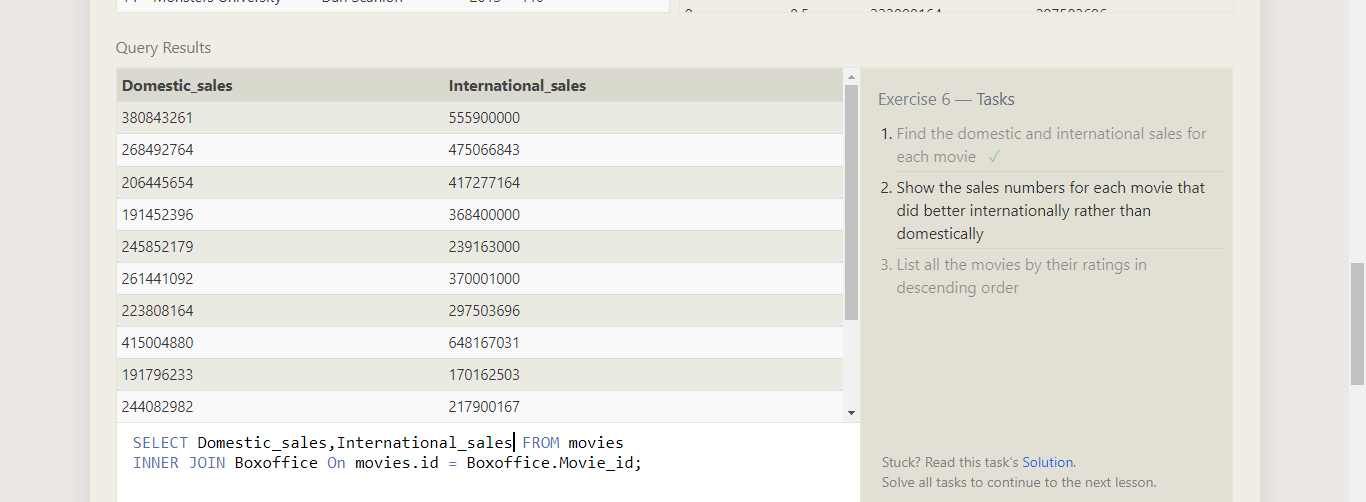 Query Results
Domestic_sales International_sales
380843261 555900000
268492764 475066843
206445654 417277164
191452396 368400000
245852179 239163000
261441092 370001000
223808164 297503696
415004880 648167031
191796233 170162503
244082982 217900167
SELECT Domestic_sales,International_sales FROM movies
INNER JOIN Boxoffice On movies.id = Boxoffice.Movie_id;
Exercise 6 — Tasks
1. Find the domestic and international sales for
each movie ✓
2. Show the sales numbers for each movie that
did better internationally rather than
domestically
3. List all the movies by their ratings in
descending order
Stuck? Read this task's Solution.
Solve all tasks to continue to the next lesson.